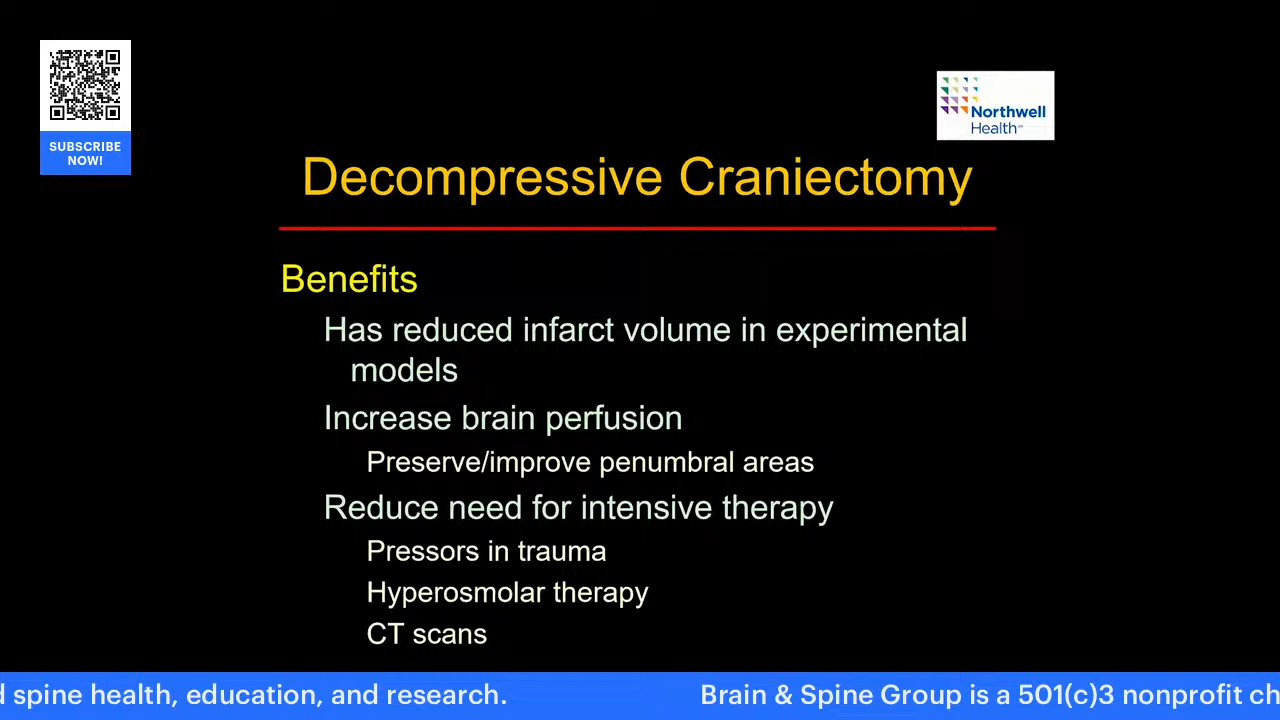 SUBSCRIBE
NOW!
Northwell
Health
Decompressive Craniectomy
Benefits
Has reduced infarct volume in experimental
models
Increase brain perfusion
Preserve/improve penumbral areas
Reduce need for intensive therapy
Pressors in trauma
Hyperosmolar therapy
CT scans
d spine health, education, and research. Brain & Spine Group is a 501(c)3 nonprofit ch